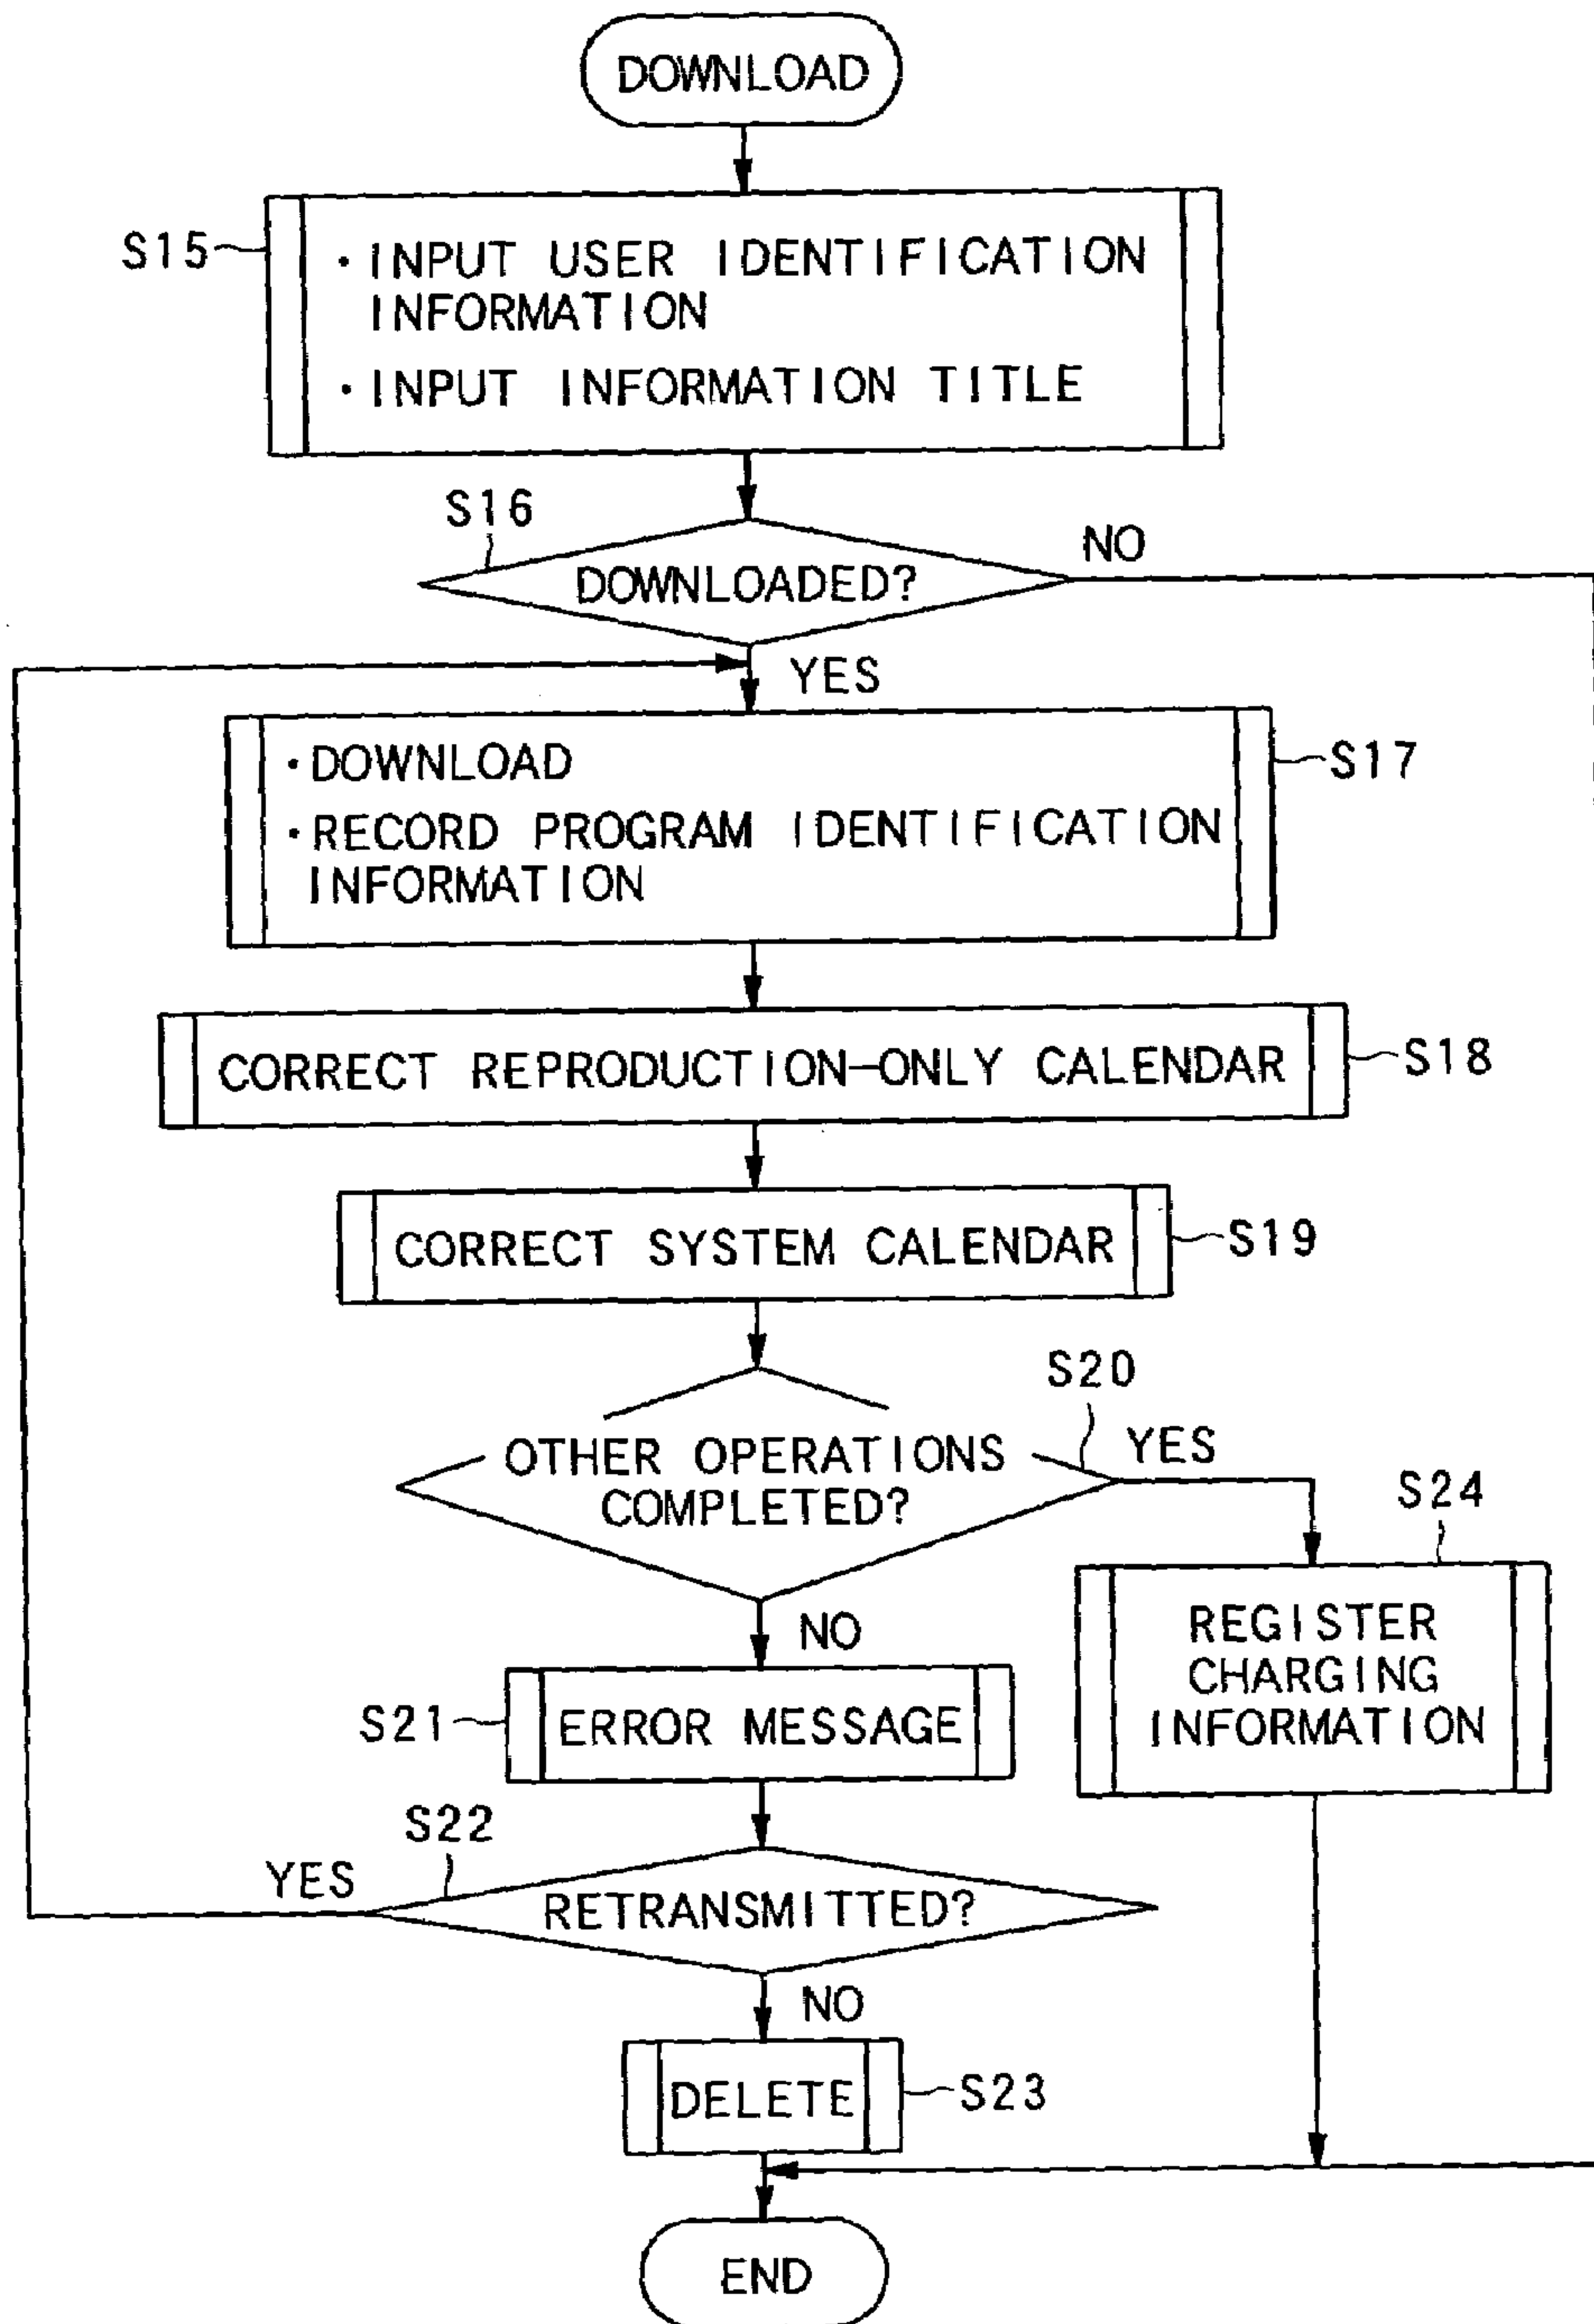 DOWNLOAD
S15
・INPUT USER IDENTIFICATION
INFORMATION
・INPUT INFORMATION TITLE
S16
NO
DOWNLOADED?
YES
・DOWNLOAD
S17
・RECORD PROGRAM IDENTIFICATION
INFORMATION
CORRECT REPRODUCTION-ONLY CALENDAR
S18
CORRECT SYSTEM CALENDAR
S19
S20
YES
OTHER OPERATIONS
COMPLETED?
S24
NO
REGISTER
CHARGING
INFORMATION
S21
ERROR MESSAGE
S22
YES
RETRANSMITTED?
NO
DELETE
S23
END